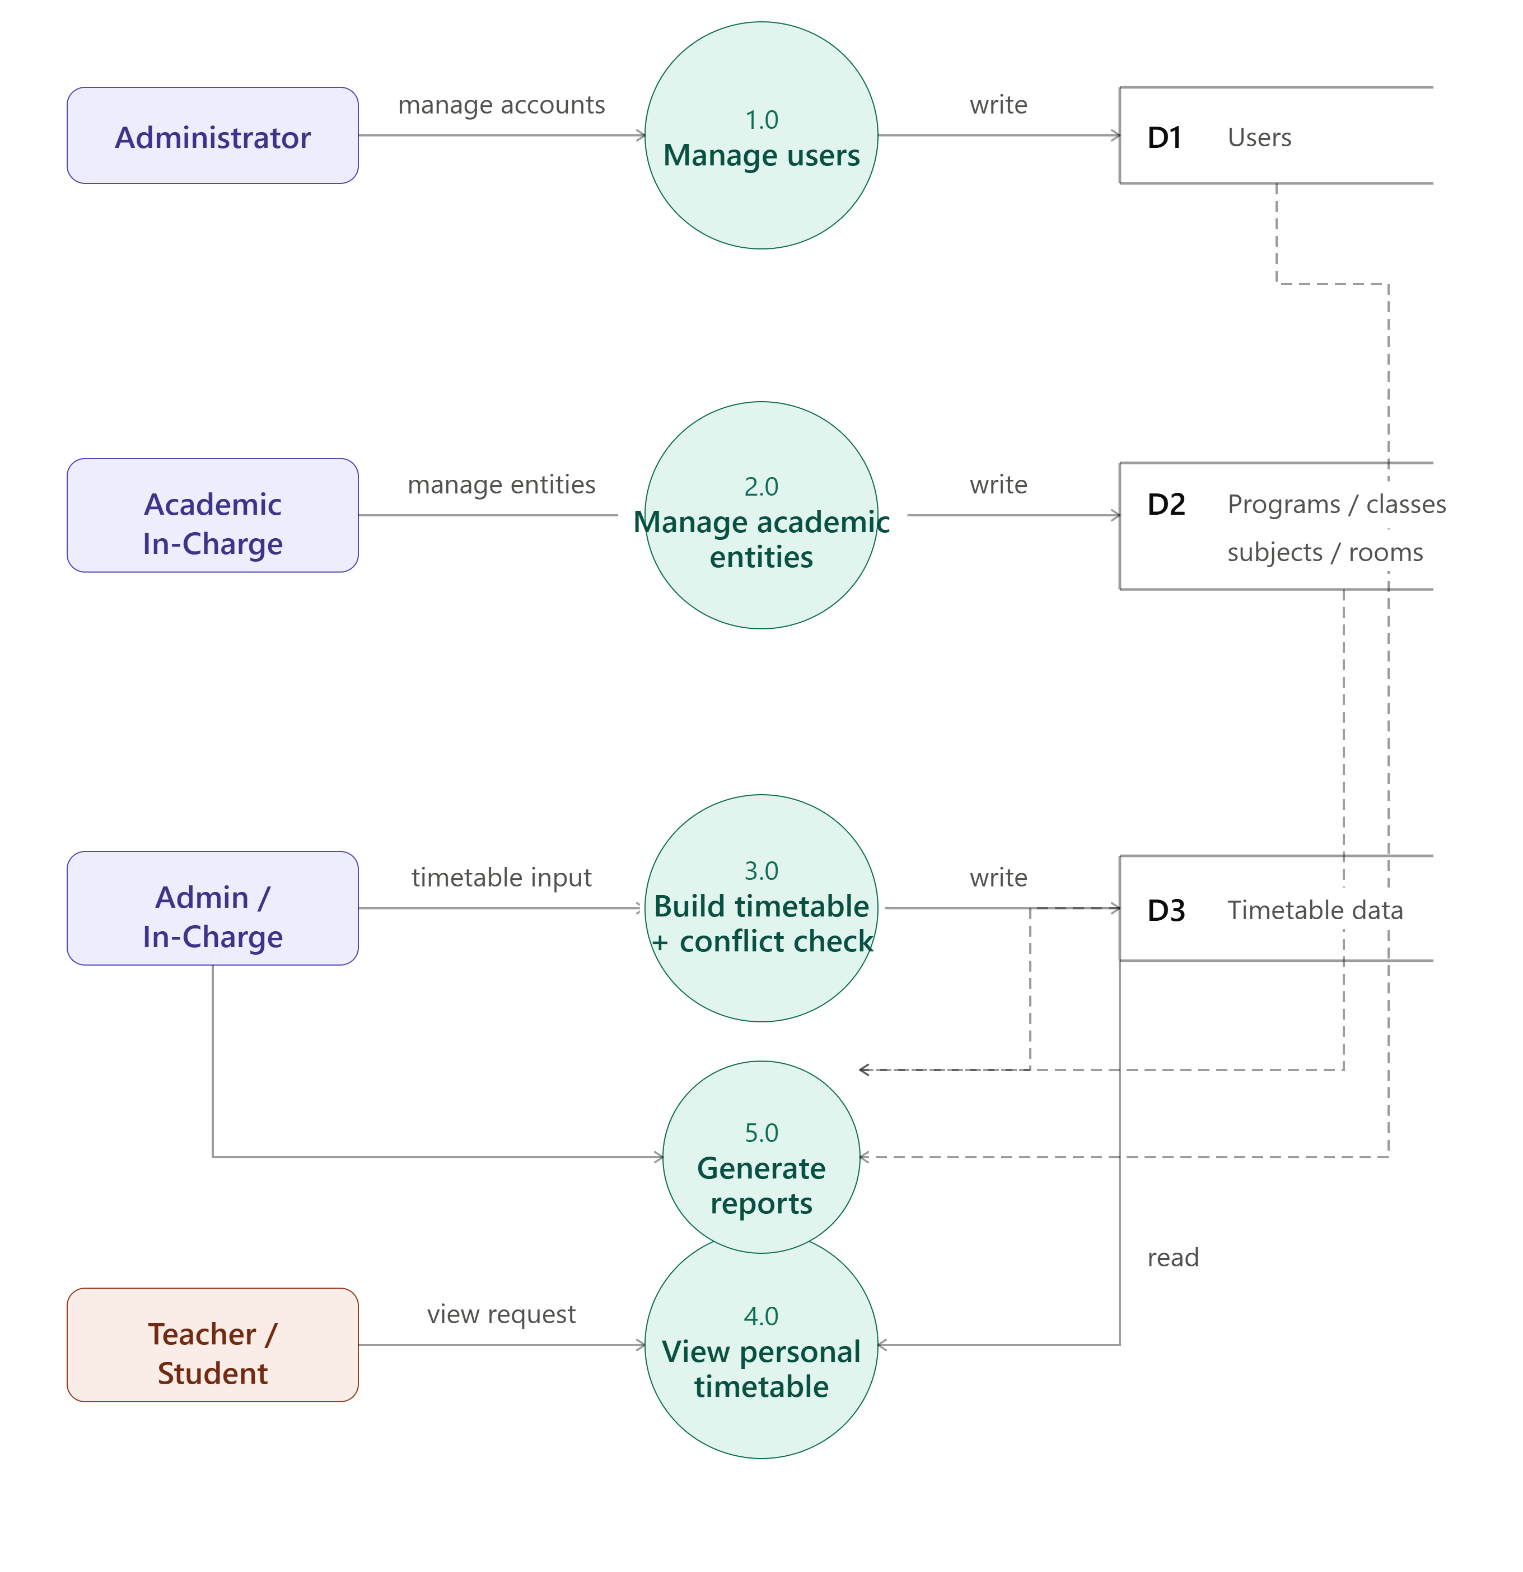 Administrator
manage accounts
1.0
Manage users
write
D1
Users
Academic
In-Charge
manage entities
2.0
Manage academic
entities
write
D2
Programs / classes
subjects / rooms
Admin /
In-Charge
timetable input
3.0
Build timetable
+ conflict check
write
D3
Timetable data
5.0
Generate
reports
read
Teacher /
Student
view request
4.0
View personal
timetable